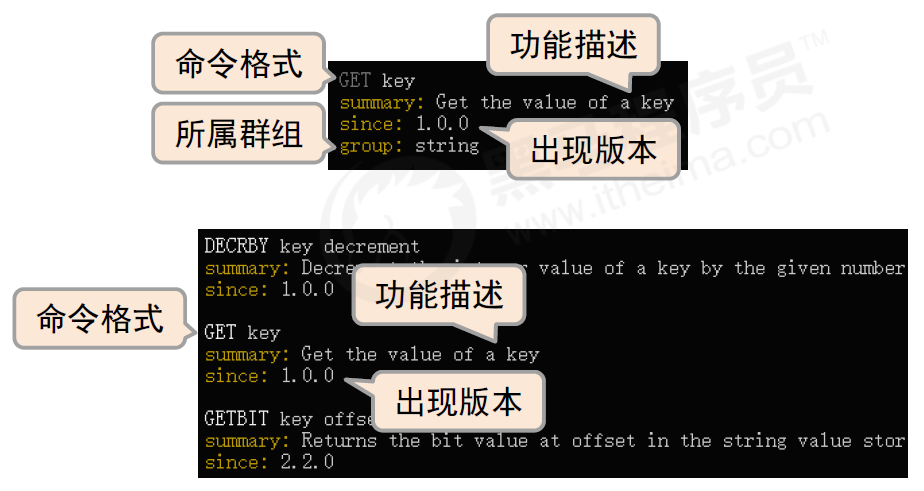 功能描述
命令格式
GET key
summary: Get the value of a key
since: 1.0.0
所属群组
group: string
出现版本
黑马程序员™
www.itheima.com
DECRBY key decrement
summary: Decrement the integer value of a key by the given number
since: 1.0.0
功能描述
命令格式
GET key
summary: Get the value of a key
since: 1.0.0
出现版本
GETBIT key
summary: Returns the bit value at offset in the string value stor
since: 2.2.0